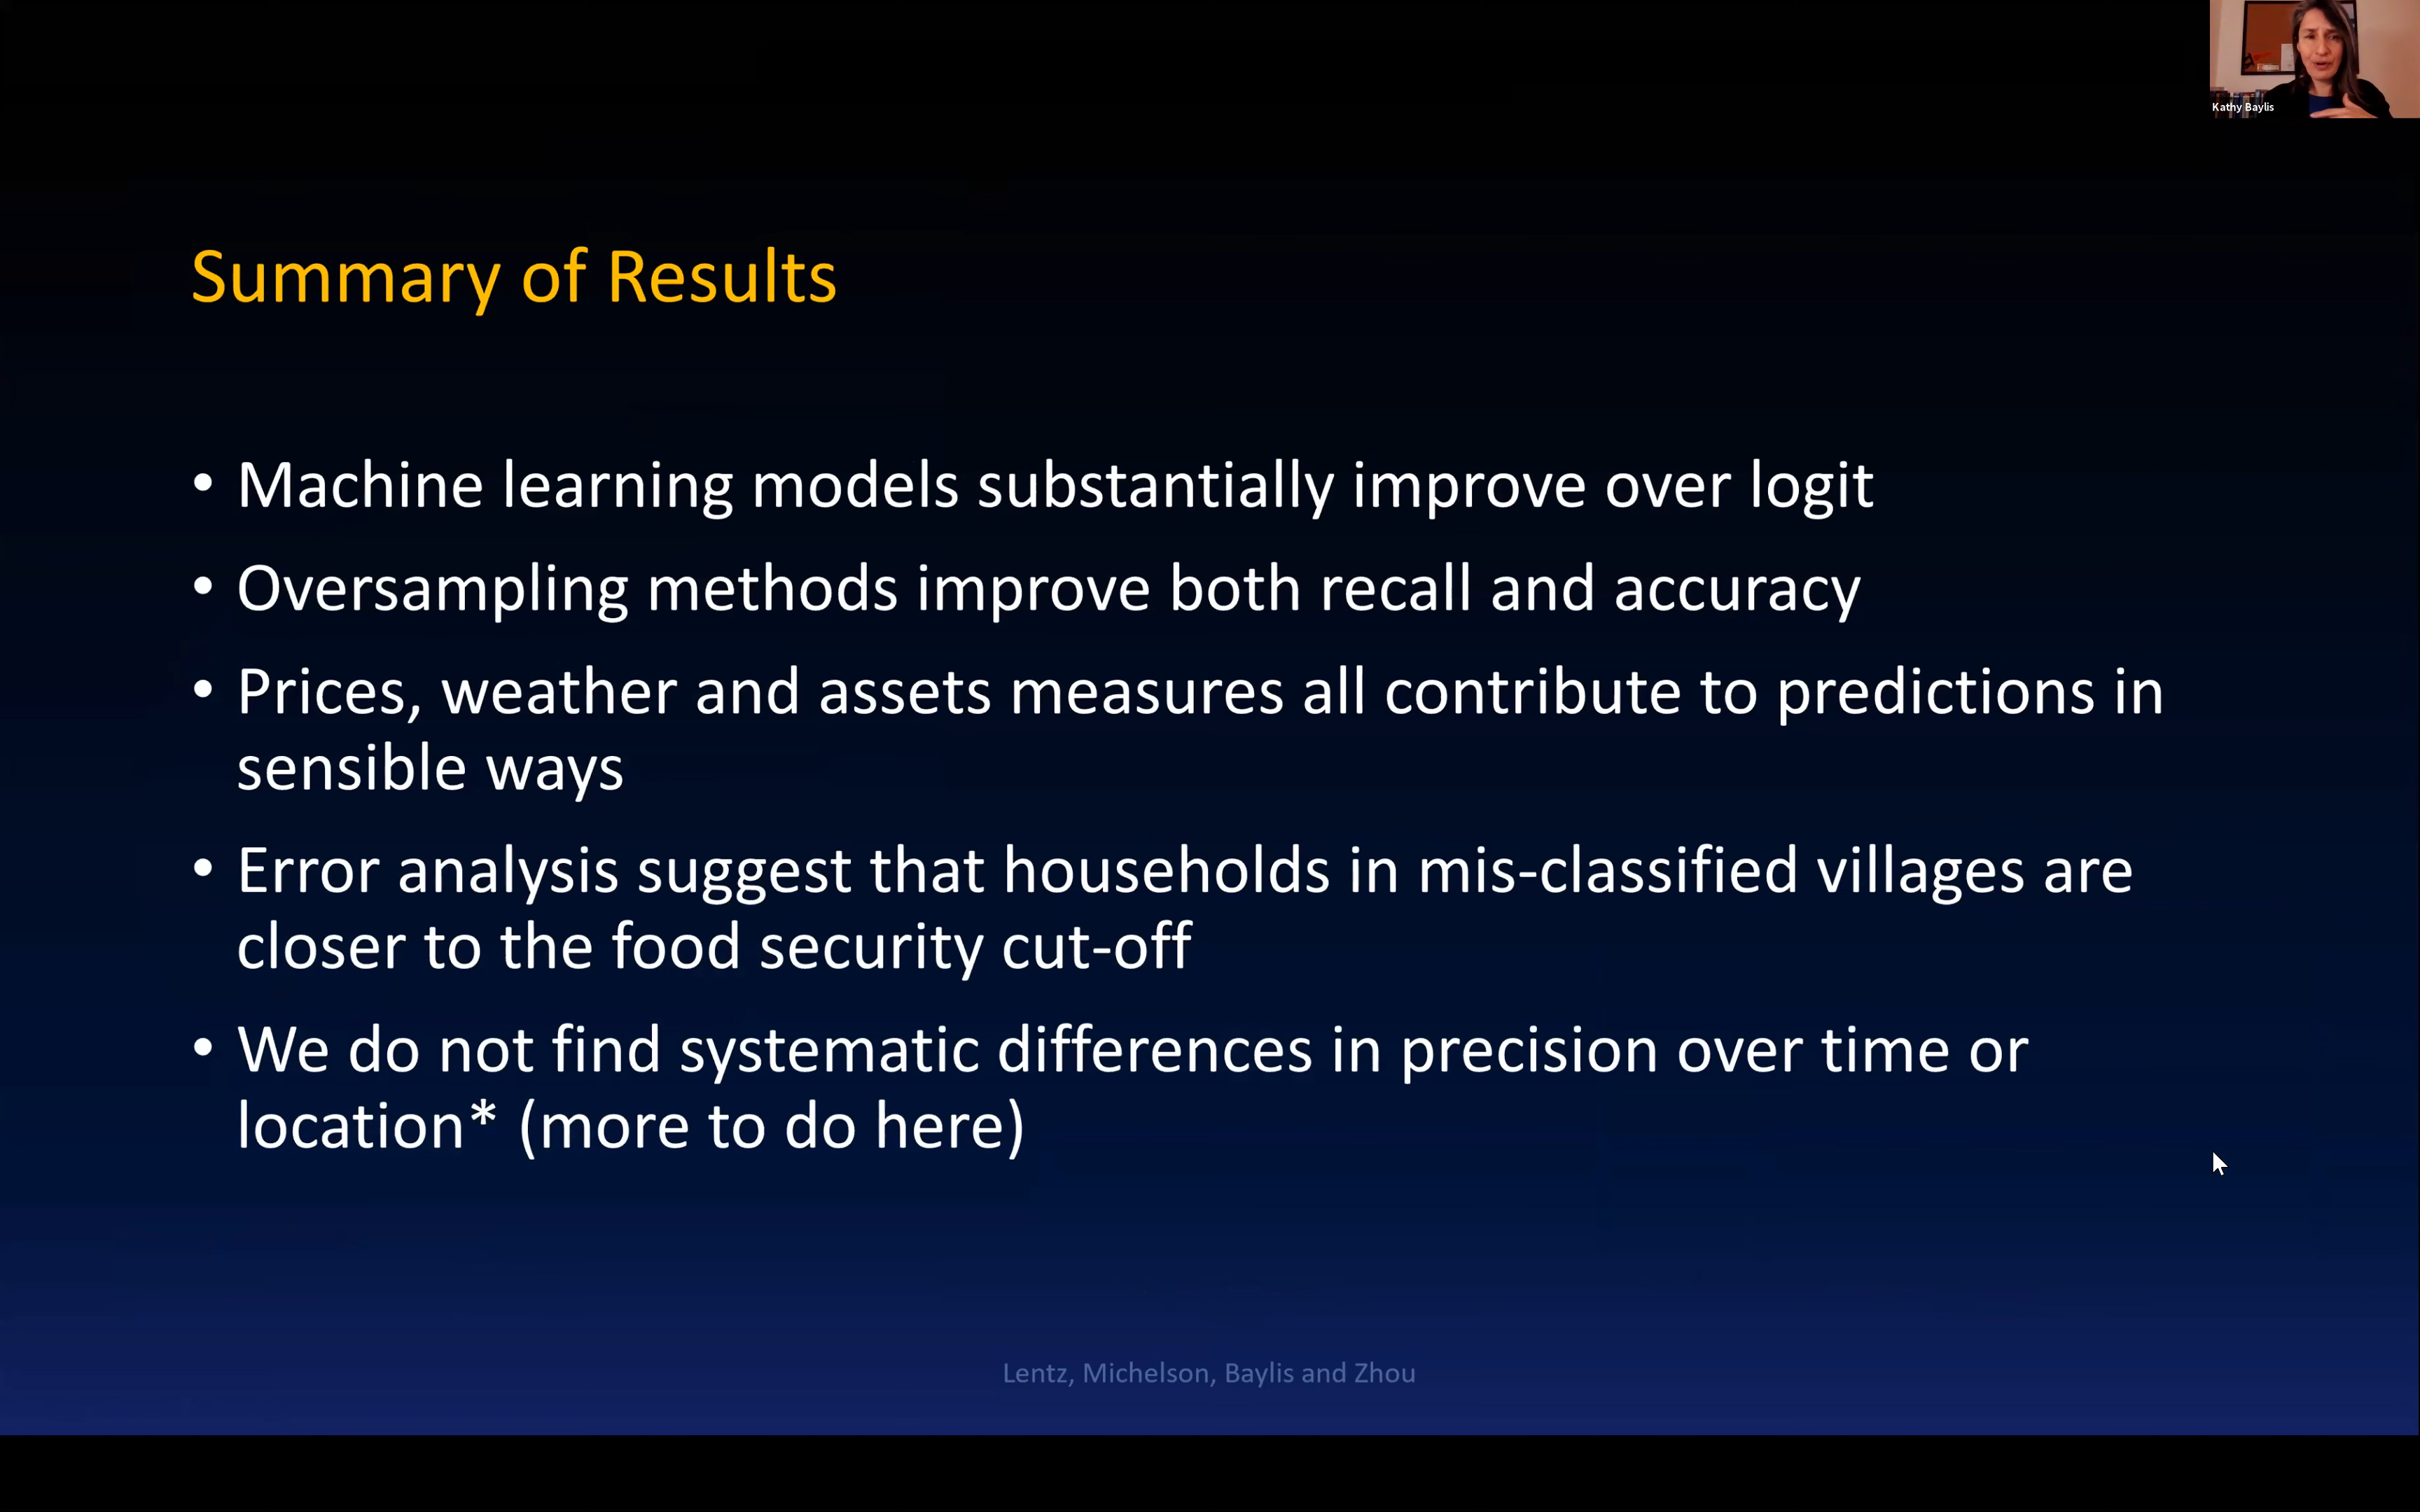 Kathy Baylis
Summary of Results
• Machine learning models substantially improve over logit
• Oversampling methods improve both recall and accuracy
• Prices, weather and assets measures all contribute to predictions in
sensible ways
• Error analysis suggest that households in mis-classified villages are
closer to the food security cut-off
• We do not find systematic differences in precision over time or
location* (more to do here)
Lentz, Michelson, Baylis and Zhou